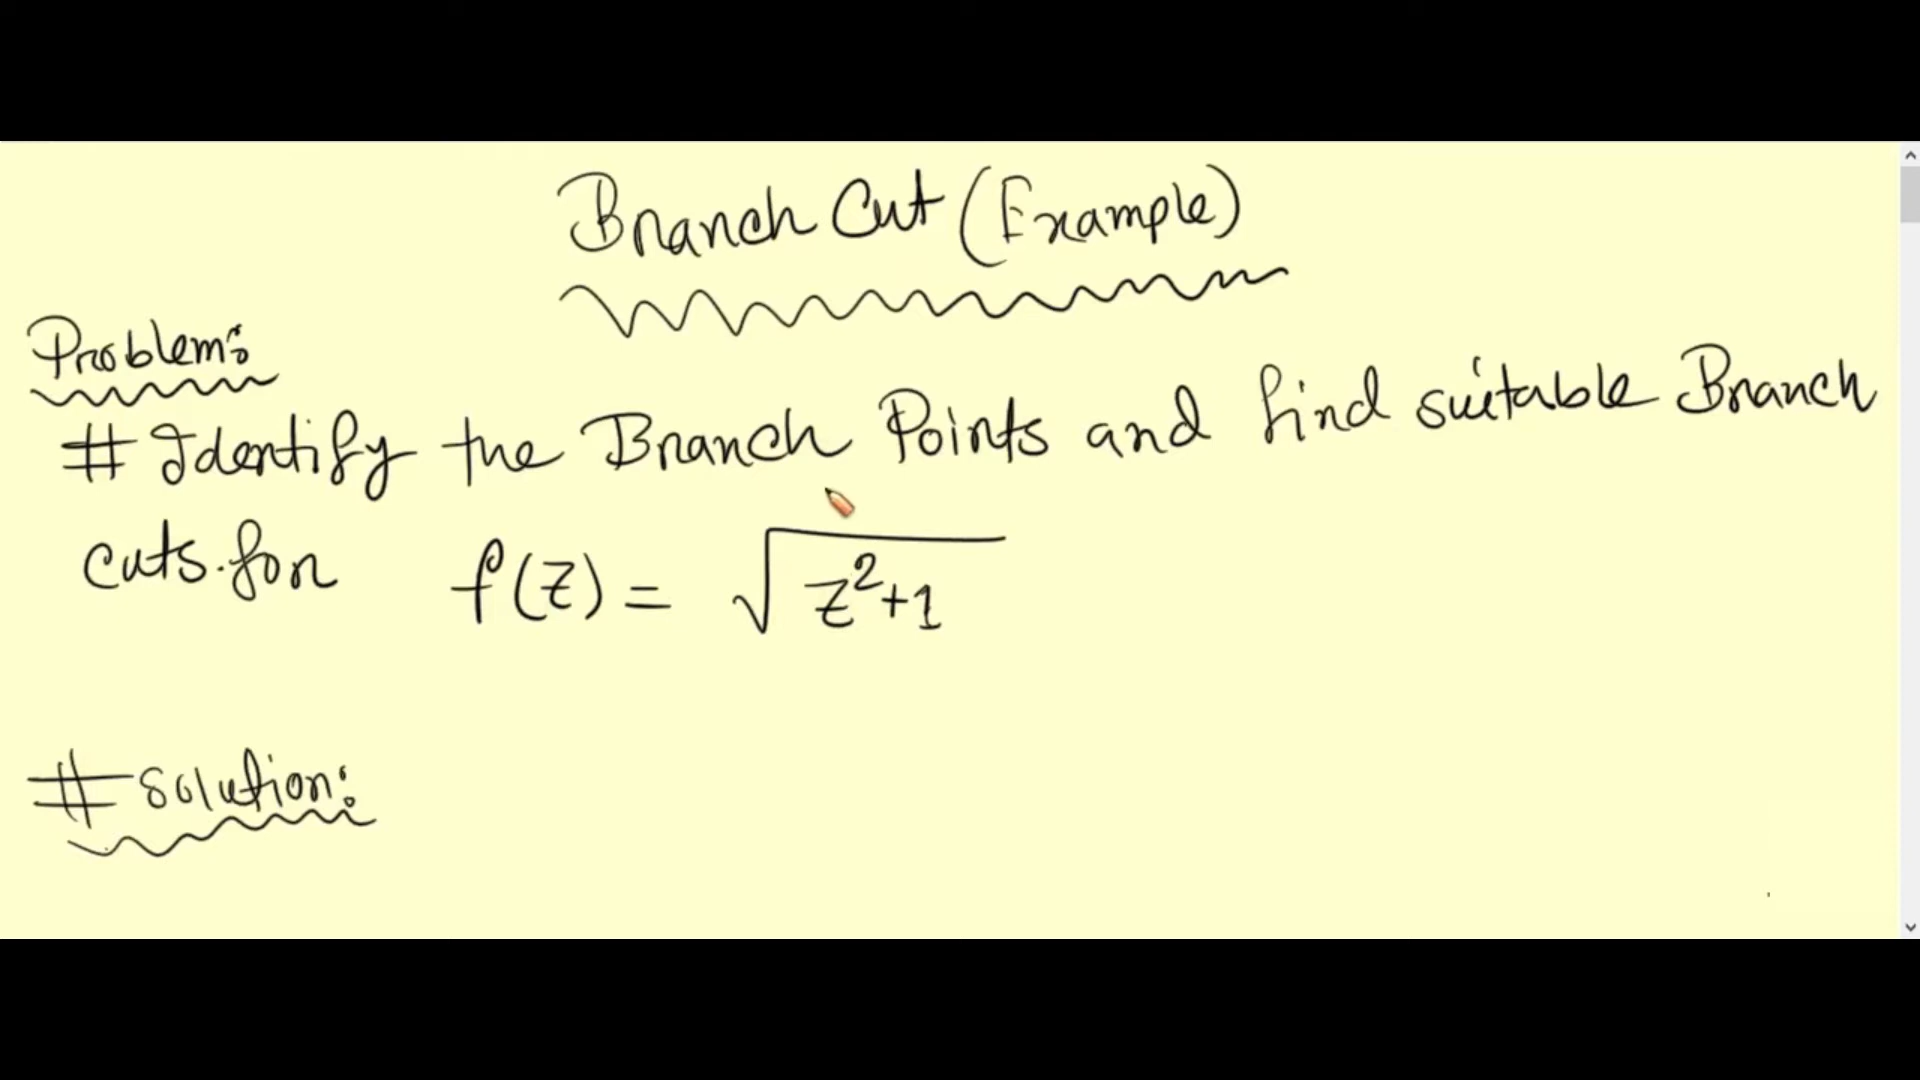 Branch Cut (Example)
Problem:
# Identify the Branch Points and find suitable Branch
cuts. for f(z) = √z²+1
# Solution: